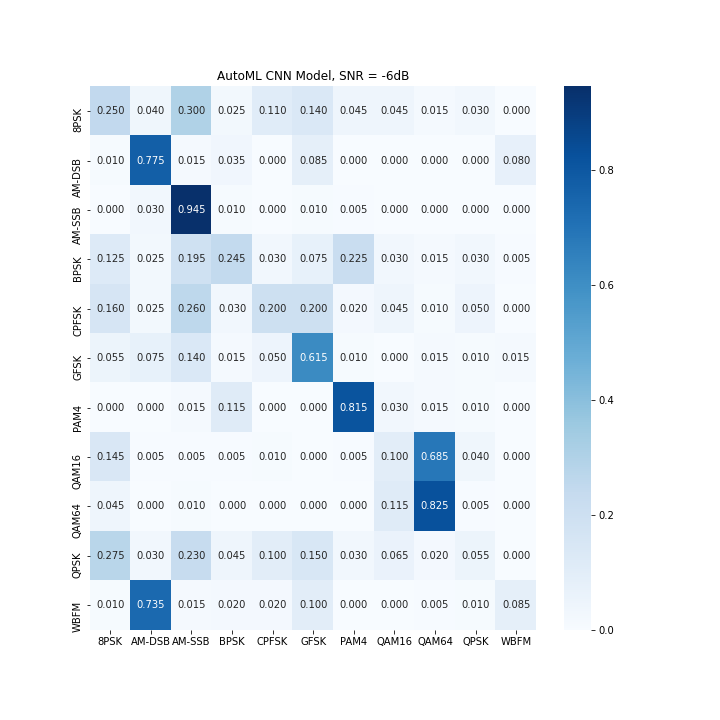 AutoML CNN Model, SNR = -6dB
8PSK 0.250 0.040 0.300 0.025 0.110 0.140 0.045 0.045 0.015 0.030 0.000
AM-DSB 0.010 0.775 0.015 0.035 0.000 0.085 0.000 0.000 0.000 0.000 0.080
AM-SSB 0.000 0.030 0.945 0.010 0.000 0.010 0.005 0.000 0.000 0.000 0.000
BPSK 0.125 0.025 0.195 0.245 0.030 0.075 0.225 0.030 0.015 0.030 0.005
CPFSK 0.160 0.025 0.260 0.030 0.200 0.200 0.020 0.045 0.010 0.050 0.000
GFSK 0.055 0.075 0.140 0.015 0.050 0.615 0.010 0.000 0.015 0.010 0.015
PAM4 0.000 0.000 0.015 0.115 0.000 0.000 0.815 0.030 0.015 0.010 0.000
QAM16 0.145 0.005 0.005 0.005 0.010 0.000 0.005 0.100 0.685 0.040 0.000
QAM64 0.045 0.000 0.010 0.000 0.000 0.000 0.000 0.115 0.825 0.005 0.000
QPSK 0.275 0.030 0.230 0.045 0.100 0.150 0.030 0.065 0.020 0.055 0.000
WBFM 0.010 0.735 0.015 0.020 0.020 0.100 0.000 0.000 0.005 0.010 0.085
8PSK AM-DSB AM-SSB BPSK CPFSK GFSK PAM4 QAM16 QAM64 QPSK WBFM
0.8
0.6
0.4
0.2
0.0